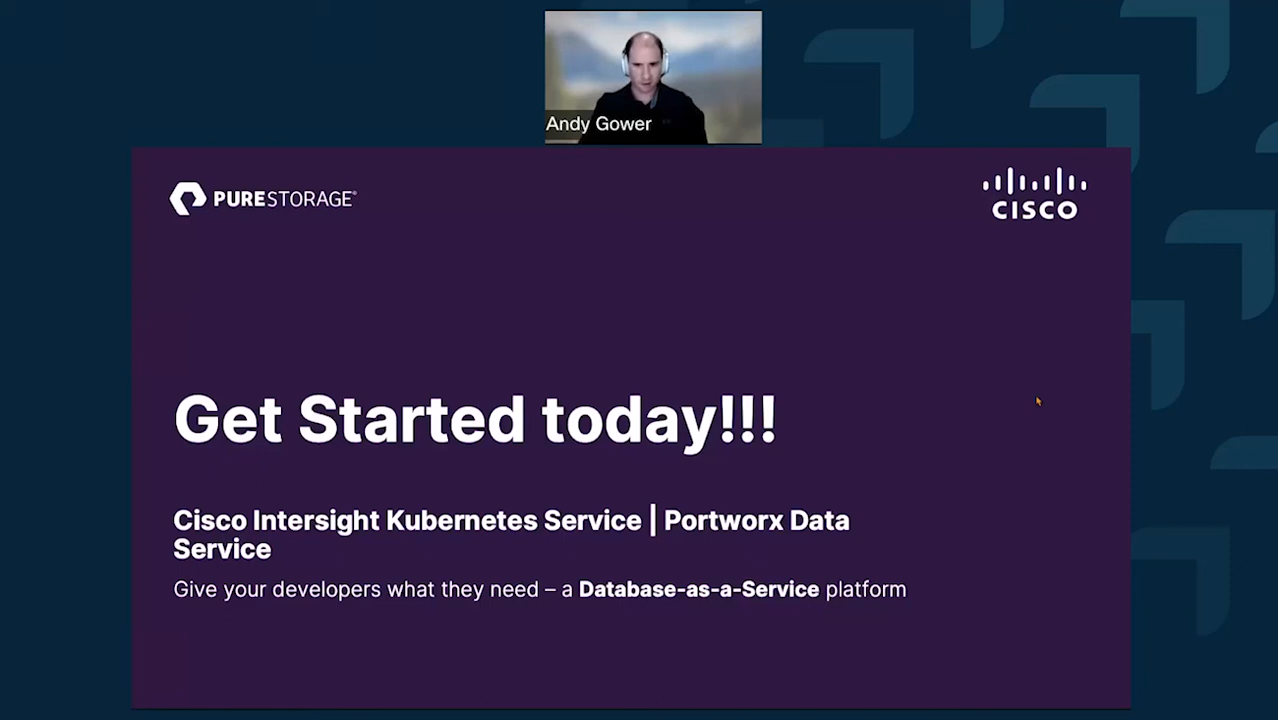 Andy Gower
PURESTORAGE®
CISCO
Get Started today!!!
Cisco Intersight Kubernetes Service | Portworx Data
Service
Give your developers what they need – a Database-as-a-Service platform